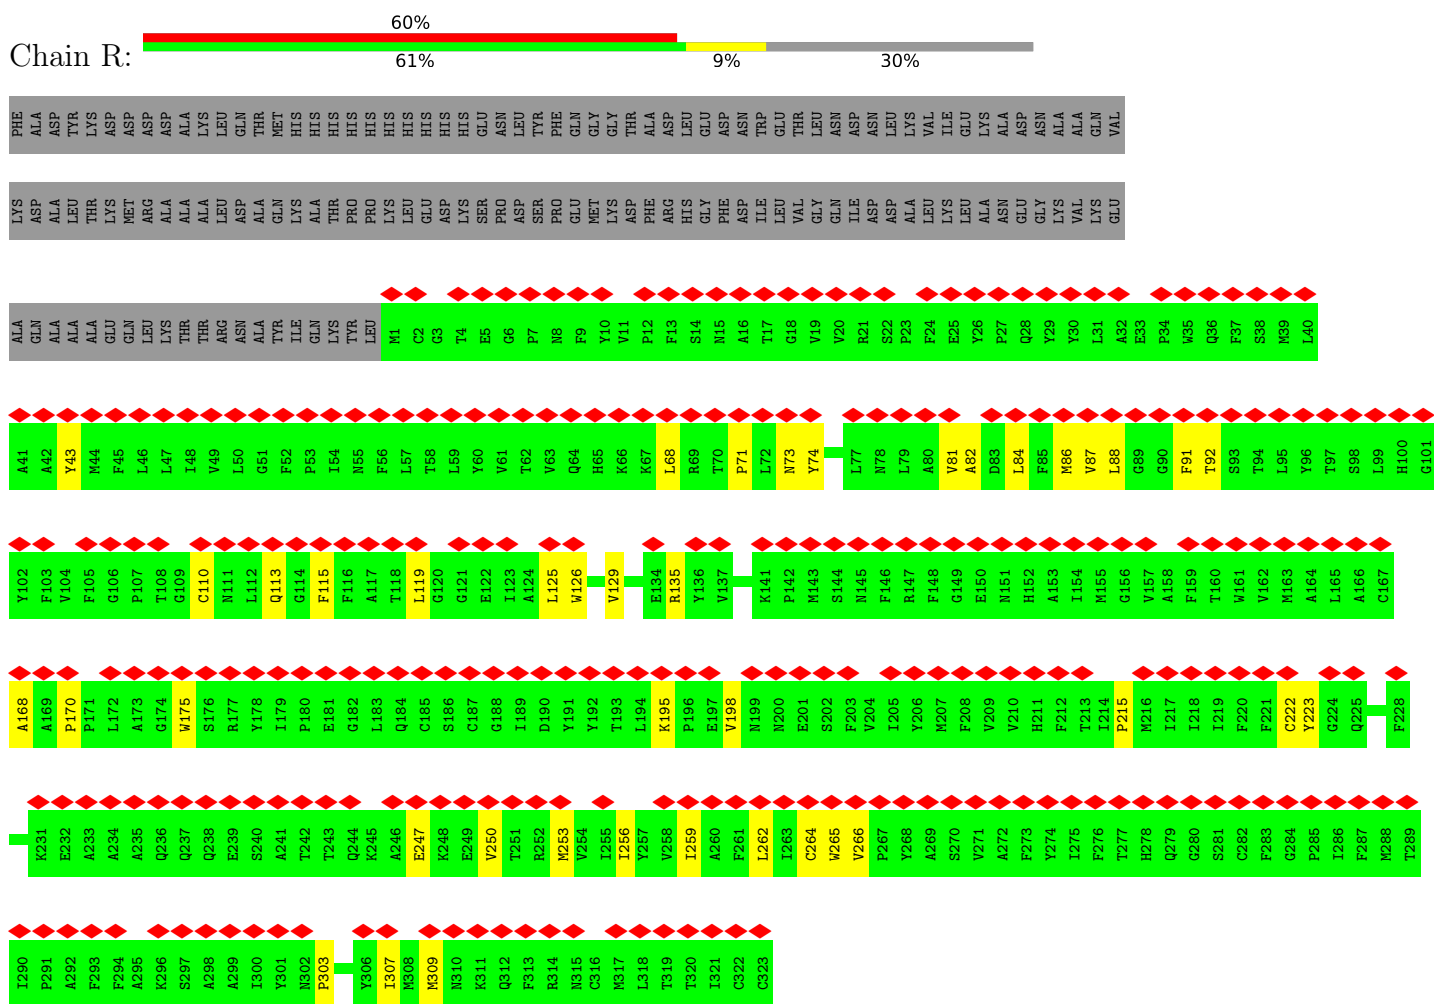 60%
Chain R:
61% 9% 30%
PHE ALA ASP TYR LYS ASP ASP ASP ASP ALA LYS LEU GLN THR MET HIS HIS HIS HIS HIS HIS HIS HIS HIS HIS GLU ASN LEU TYR PHE GLN GLY GLY THR ALA ASP LEU GLU ASP ASN TRP GLU THR LEU ASN ASP ASN LEU LYS VAL ILE GLU LYS ALA ASP ASN ALA ALA GLN VAL
LYS ASP ALA LEU THR LYS MET ARG ALA ALA ALA LEU ASP ALA GLN LYS ALA THR PRO PRO LYS LEU GLU ASP LYS SER PRO ASP SER PRO GLU MET LYS ASP PHE ARG HIS GLY PHE ASP ILE LEU VAL GLY GLN ILE ASP ASP ALA LEU LYS LEU ALA ASN GLU GLY LYS VAL LYS GLU
ALA GLN ALA ALA ALA GLU GLN LEU LYS THR THR ARG ASN ALA TYR ILE GLN LYS TYR LEU M1 C2 G3 T4 E5 G6 P7 N8 F9 Y10 V11 P12 F13 S14 N15 A16 T17 G18 V19 V20 R21 S22 P23 F24 E25 Y26 P27 Q28 Y29 Y30 L31 A32 E33 P34 W35 Q36 F37 S38 M39 L40
A41 A42 Y43 M44 F45 L46 L47 I48 V49 L50 G51 F52 P53 I54 N55 F56 L57 T58 L59 Y60 V61 T62 V63 Q64 H65 K66 K67 L68 R69 T70 P71 L72 N73 Y74 L77 N78 L79 A80 V81 A82 D83 L84 F85 M86 V87 L88 G89 G90 F91 T92 S93 T94 L95 Y96 T97 S98 L99 H100 G101
Y102 F103 V104 F105 G106 P107 T108 G109 C110 N111 L112 Q113 G114 F115 F116 A117 T118 L119 G120 G121 E122 I123 A124 L125 W126 V129 E134 R135 Y136 V137 K141 P142 M143 S144 N145 F146 R147 F148 G149 E150 N151 H152 A153 I154 M155 G156 V157 A158 F159 T160 W161 V162 M163 A164 L165 A166 C167
A168 A169 P170 P171 L172 A173 G174 W175 S176 R177 Y178 I179 P180 E181 G182 L183 Q184 C185 S186 C187 G188 I189 D190 Y191 Y192 T193 L194 K195 P196 E197 V198 N199 N200 E201 S202 F203 V204 I205 Y206 M207 F208 V209 V210 H211 F212 T213 I214 P215 M216 I217 I218 I219 F220 F221 C222 Y223 G224 Q225 F228
K231 E232 A233 A234 A235 Q236 Q237 Q238 E239 S240 A241 T242 T243 Q244 K245 A246 E247 K248 E249 V250 T251 R252 M253 V254 I255 I256 Y257 V258 I259 A260 F261 L262 I263 C264 W265 V266 P267 Y268 A269 S270 V271 A272 F273 Y274 I275 F276 T277 H278 Q279 G280 S281 C282 F283 G284 P285 I286 F287 M288 T289
I290 P291 A292 F293 F294 A295 K296 S297 A298 A299 I300 Y301 N302 P303 Y306 I307 M308 M309 N310 K311 Q312 F313 R314 N315 C316 M317 L318 T319 T320 I321 C322 C323